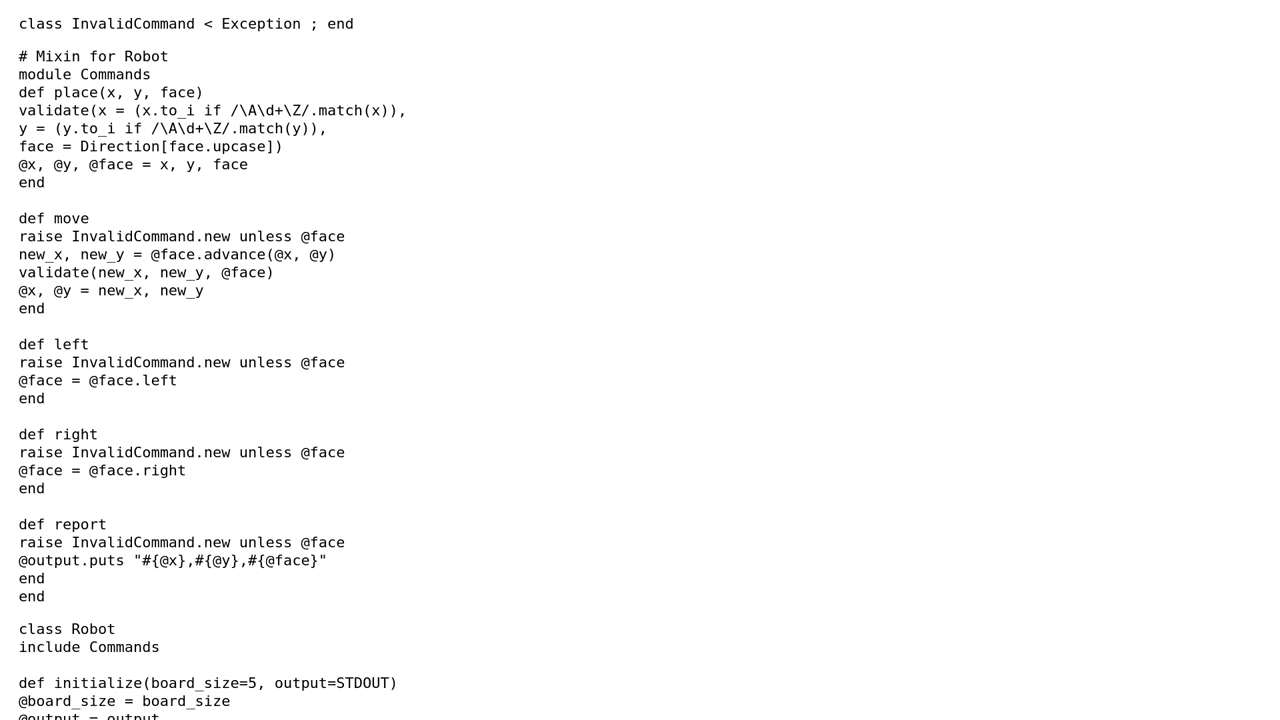 class InvalidCommand < Exception ; end
# Mixin for Robot
module Commands
def place(x, y, face)
validate(x = (x.to_i if /\A\d+\Z/.match(x)),
y = (y.to_i if /\A\d+\Z/.match(y)),
face = Direction[face.upcase])
@x, @y, @face = x, y, face
end
def move
raise InvalidCommand.new unless @face
new_x, new_y = @face.advance(@x, @y)
validate(new_x, new_y, @face)
@x, @y = new_x, new_y
end
def left
raise InvalidCommand.new unless @face
@face = @face.left
end
def right
raise InvalidCommand.new unless @face
@face = @face.right
end
def report
raise InvalidCommand.new unless @face
@output.puts "#{@x},#{@y},#{@face}"
end
end
class Robot
include Commands
def initialize(board_size=5, output=STDOUT)
@board_size = board_size
@output = output